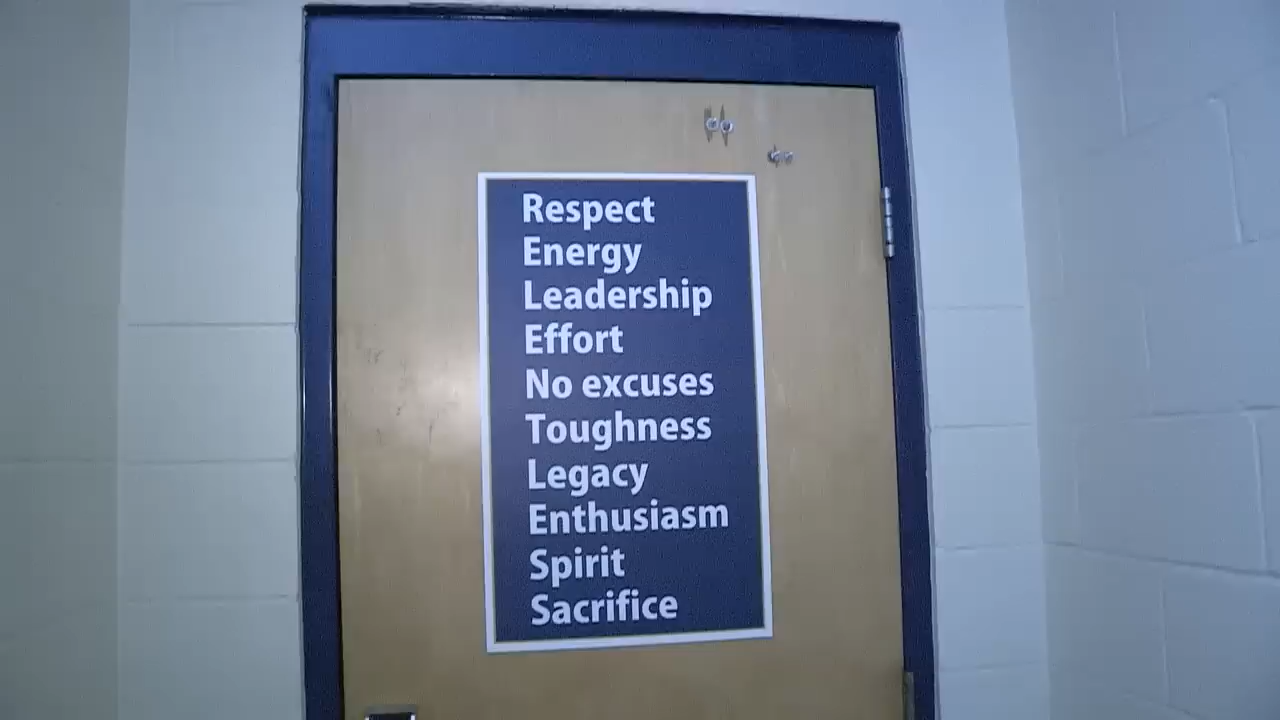 Respect
Energy
Leadership
Effort
No excuses
Toughness
Legacy
Enthusiasm
Spirit
Sacrifice